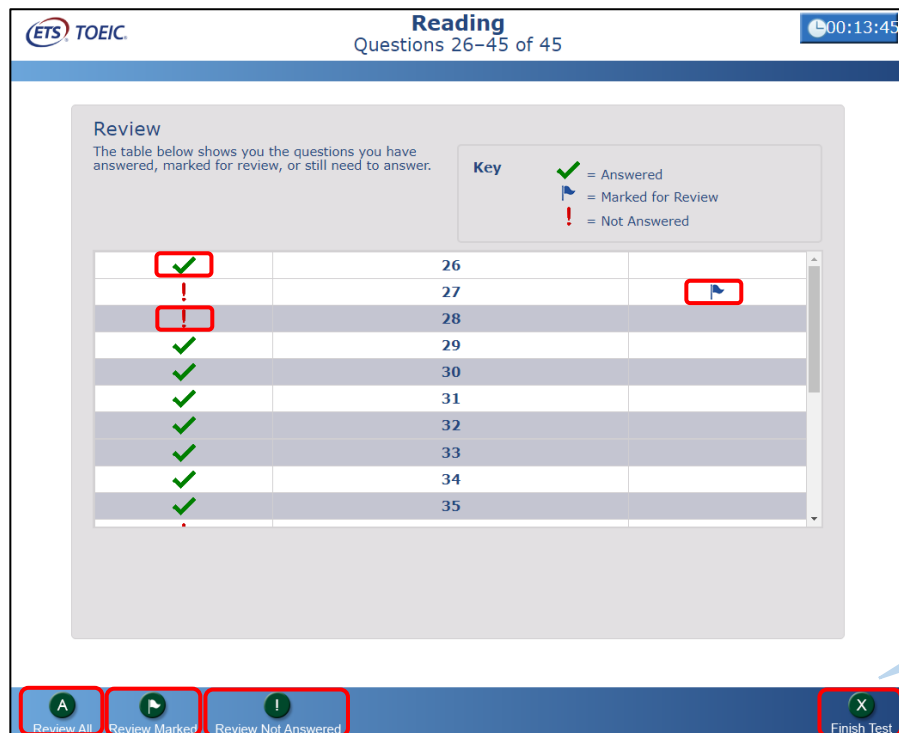 ETS TOEIC.
Reading
Questions 26–45 of 45
00:13:45
Review
The table below shows you the questions you have
answered, marked for review, or still need to answer.
Key
= Answered
= Marked for Review
! = Not Answered
26
! 27
! 28
29
30
31
32
33
34
35
A
Review All
Review Marked
!
Review Not Answered
X
Finish Test